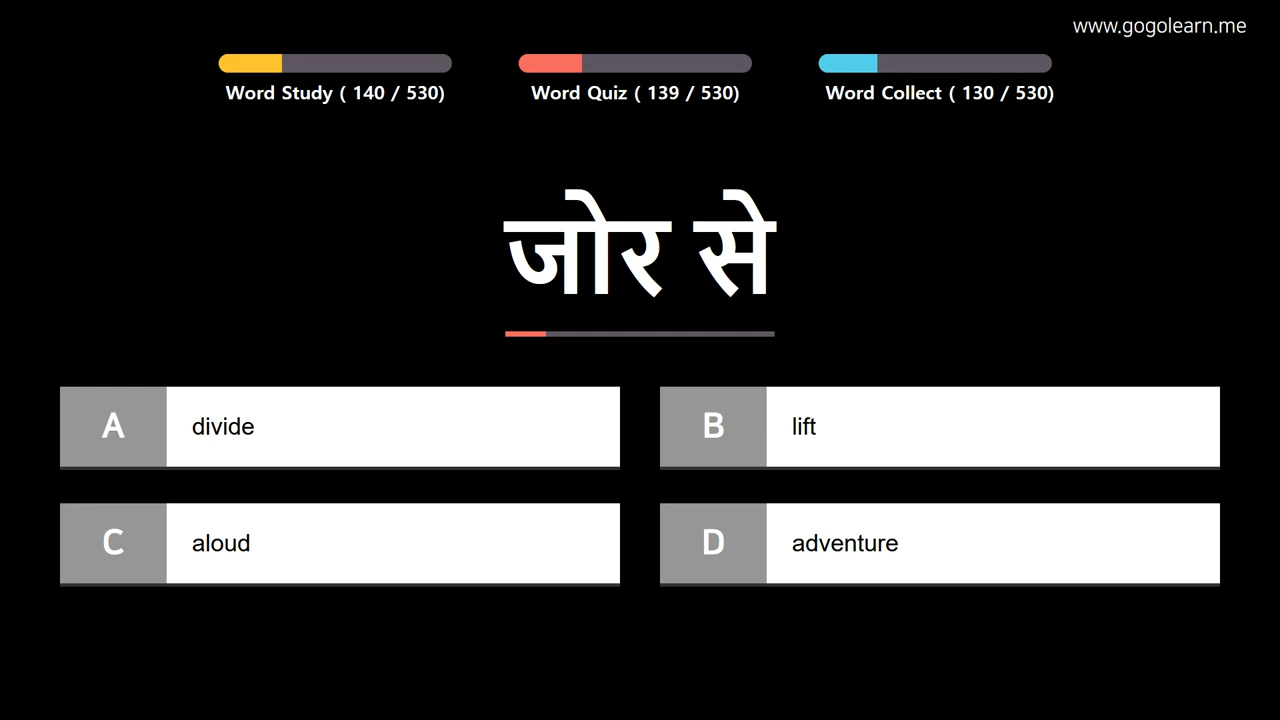 www.gogolearn.me
Word Study ( 140 / 530) Word Quiz ( 139 / 530) Word Collect ( 130 / 530)
जोर से
A divide
B lift
C aloud
D adventure